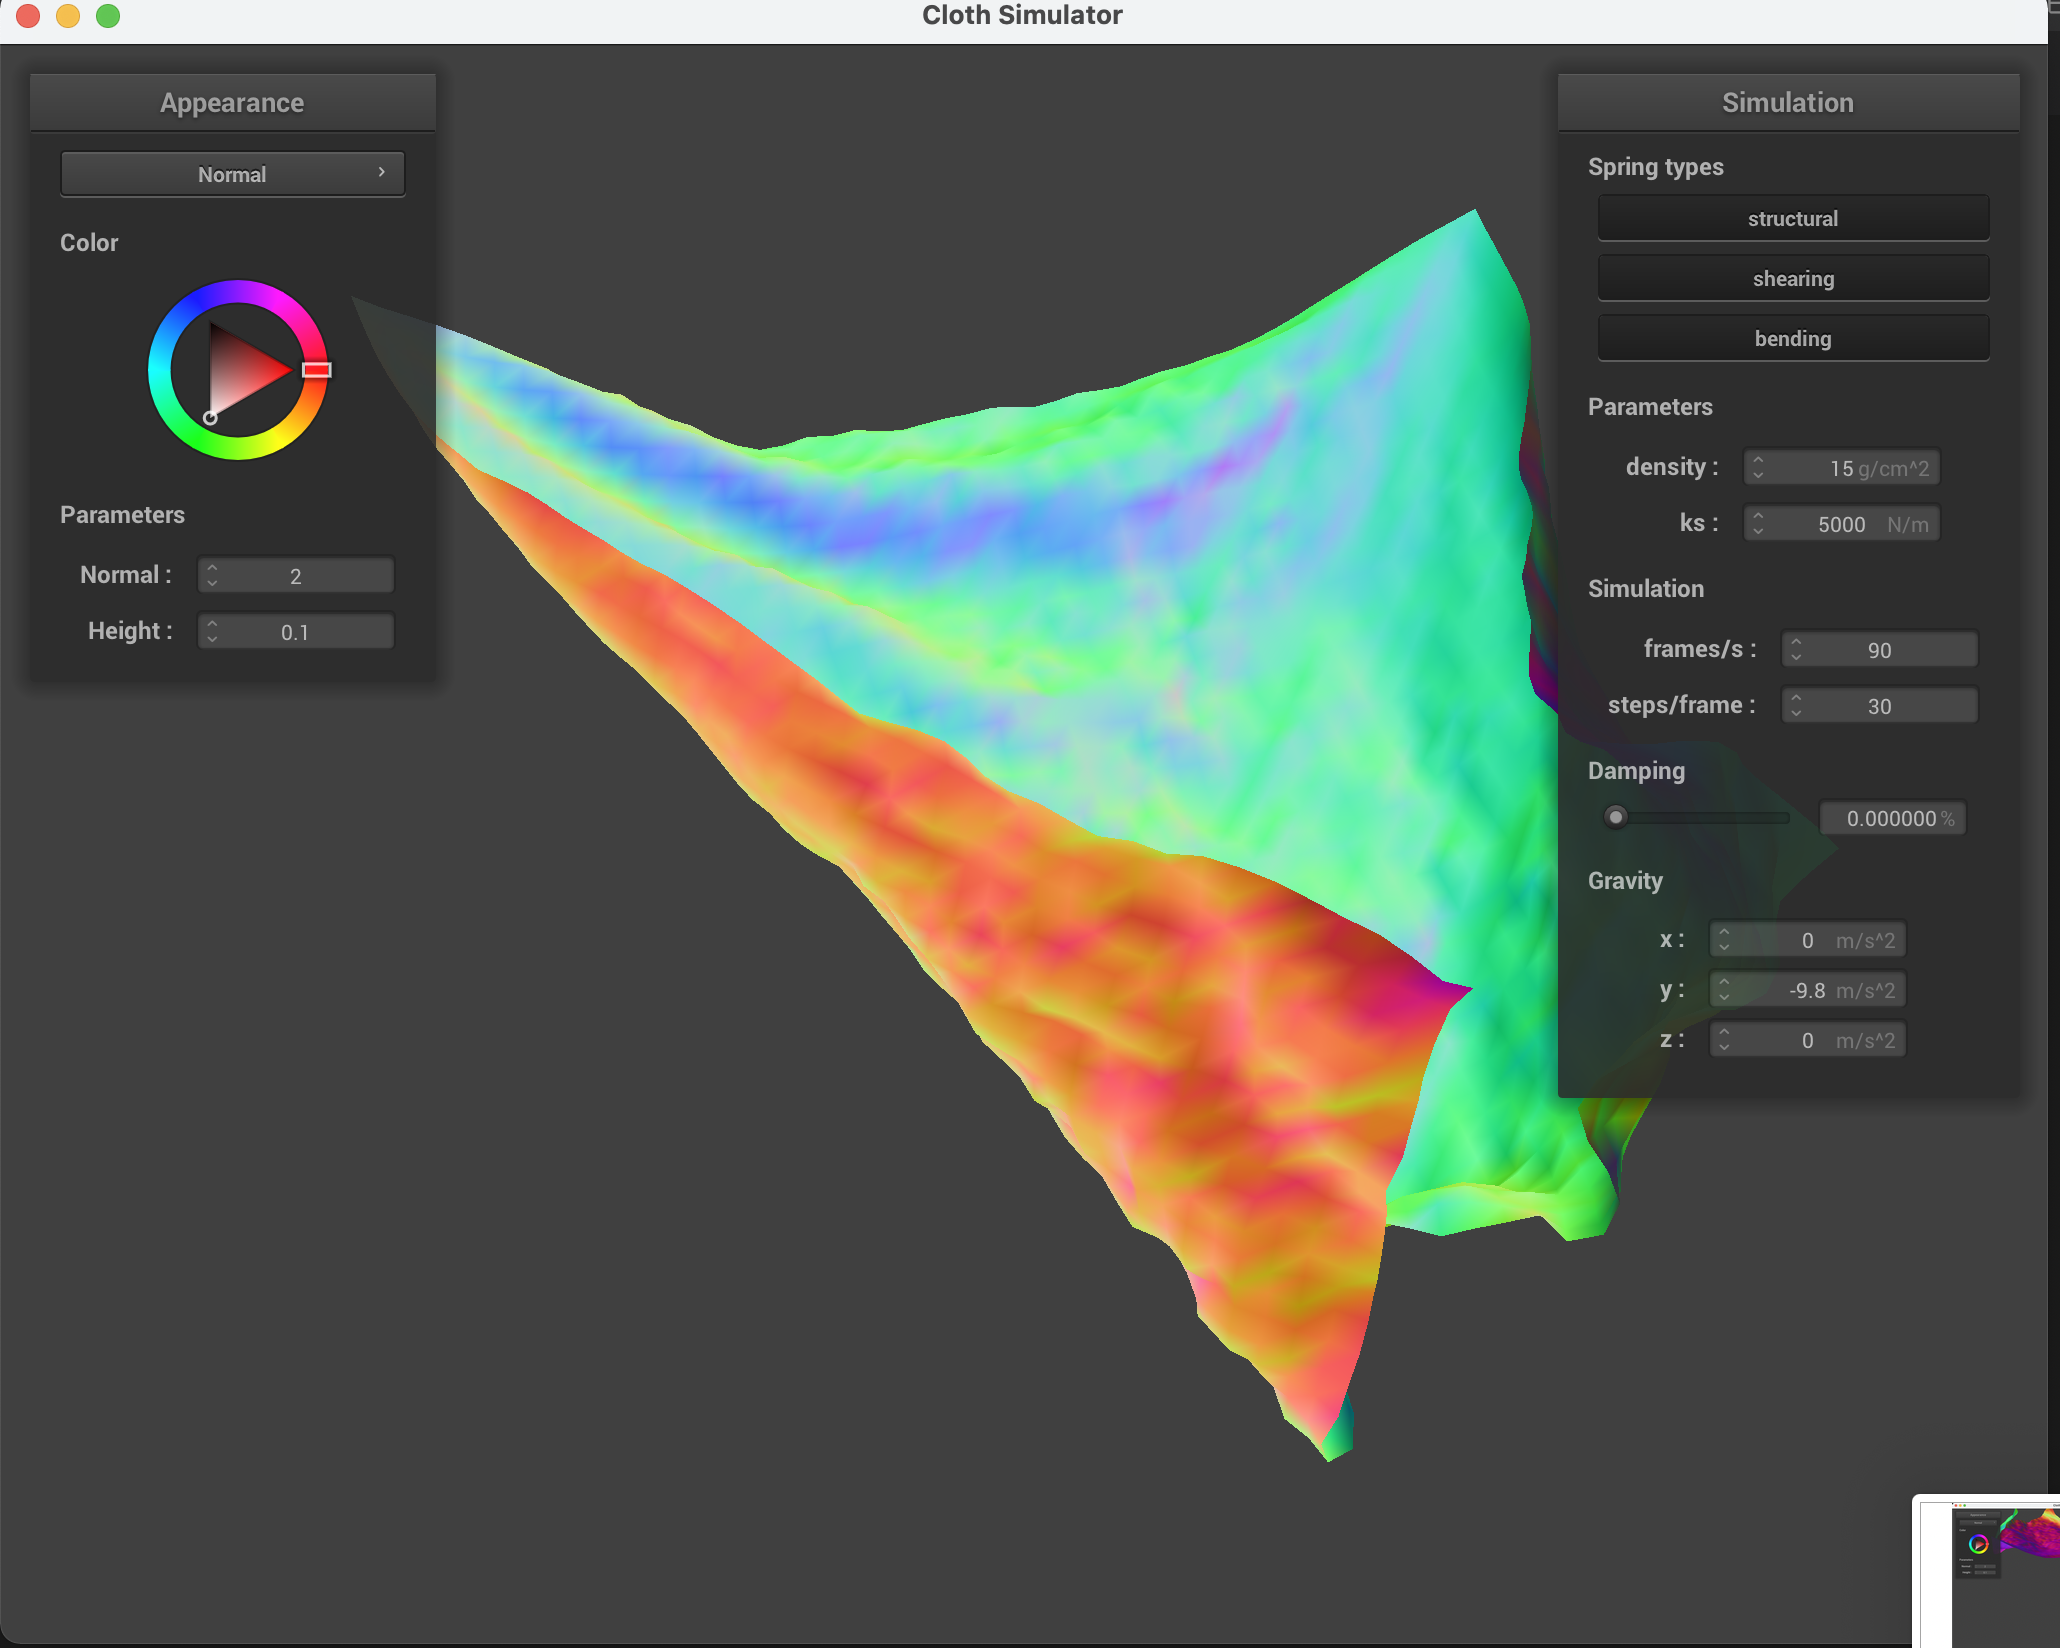 Cloth Simulator
Appearance
Normal
Color
Parameters
Normal : 2
Height : 0.1
Simulation
Spring types
structural
shearing
bending
Parameters
density : 15 g/cm^2
ks : 5000 N/m
Simulation
frames/s : 90
steps/frame : 30
Damping
0.000000 %
Gravity
x : 0 m/s^2
y : -9.8 m/s^2
z : 0 m/s^2